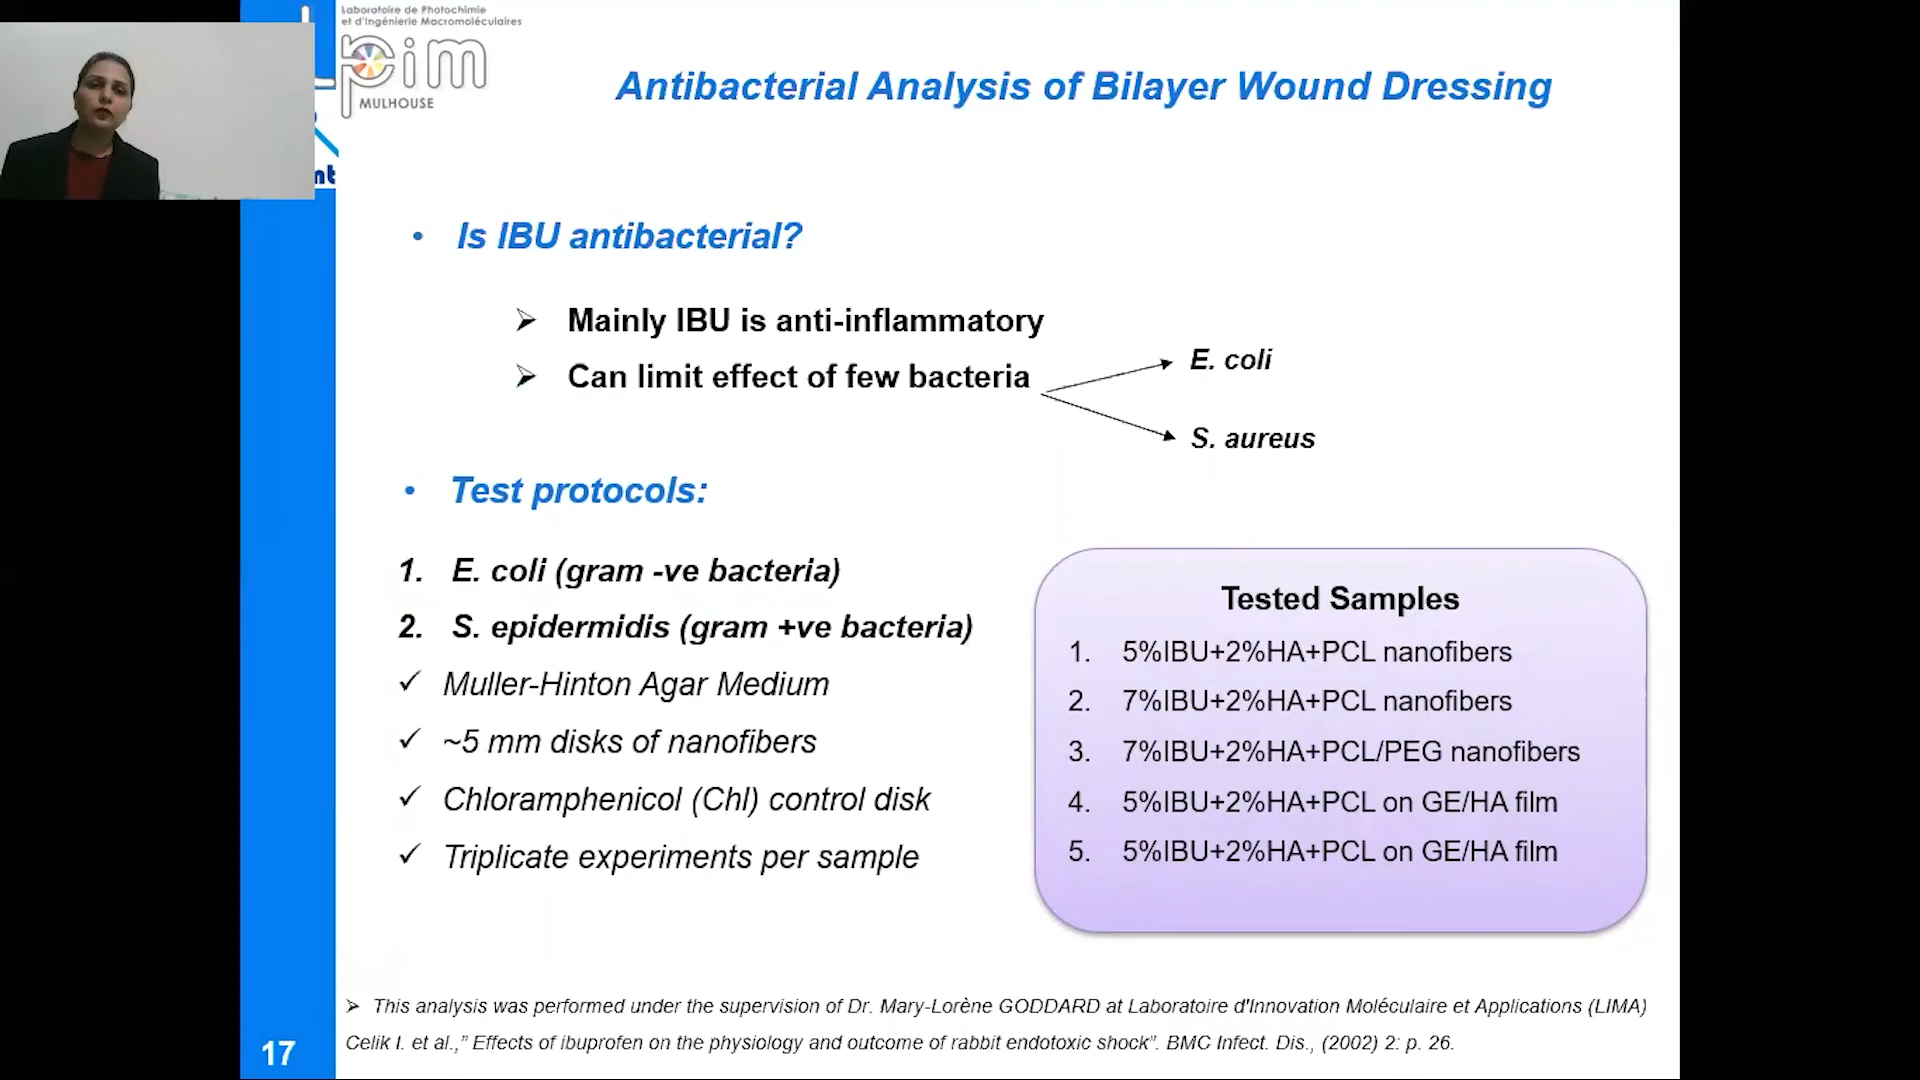 Laboratoire de Photochimie
et d'Ingénierie Macromoléculaires
pim
MULHOUSE
Antibacterial Analysis of Bilayer Wound Dressing
• Is IBU antibacterial?
➢ Mainly IBU is anti-inflammatory
➢ Can limit effect of few bacteria
E. coli
S. aureus
• Test protocols:
1. E. coli (gram -ve bacteria)
2. S. epidermidis (gram +ve bacteria)
✓ Muller-Hinton Agar Medium
✓ ~5 mm disks of nanofibers
✓ Chloramphenicol (Chl) control disk
✓ Triplicate experiments per sample
Tested Samples
1. 5%IBU+2%HA+PCL nanofibers
2. 7%IBU+2%HA+PCL nanofibers
3. 7%IBU+2%HA+PCL/PEG nanofibers
4. 5%IBU+2%HA+PCL on GE/HA film
5. 5%IBU+2%HA+PCL on GE/HA film
➢ This analysis was performed under the supervision of Dr. Mary-Lorène GODDARD at Laboratoire d'Innovation Moléculaire et Applications (LIMA)
Celik I. et al.,” Effects of ibuprofen on the physiology and outcome of rabbit endotoxic shock”. BMC Infect. Dis., (2002) 2: p. 26.
17